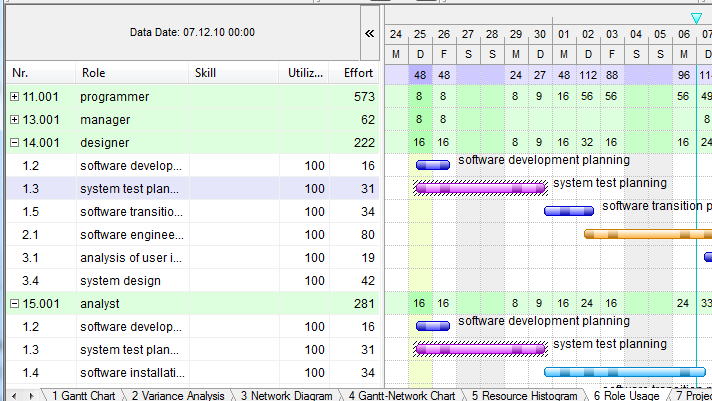 Data Date: 07.12.10 00:00 «
24 25 26 27 28 29 30 01 02 03 04 05 06 07
M D F S S M D M D F S S M D
48 48 24 27 48 112 88 96
Nr. Role Skill Utiliz... Effort
11.001 programmer 573 8 8 8 9 16 56 56 56 49
13.001 manager 62 8 8 8
14.001 designer 222 16 16 8 9 16 32 16 16 24
1.2 software develop... 100 16 software development planning
1.3 system test plan... 100 31 system test planning
1.5 software transitio... 100 34 software transition p
2.1 software enginee... 100 80
3.1 analysis of user i... 100 19
3.4 system design 100 42
15.001 analyst 281 16 16 8 9 16 24 16 24 33
1.2 software develop... 100 16 software development planning
1.3 system test plan... 100 31 system test planning
1.4 software installati... 100 34
1 Gantt Chart 2 Variance Analysis 3 Network Diagram 4 Gantt-Network Chart 5 Resource Histogram 6 Role Usage 7 Projec